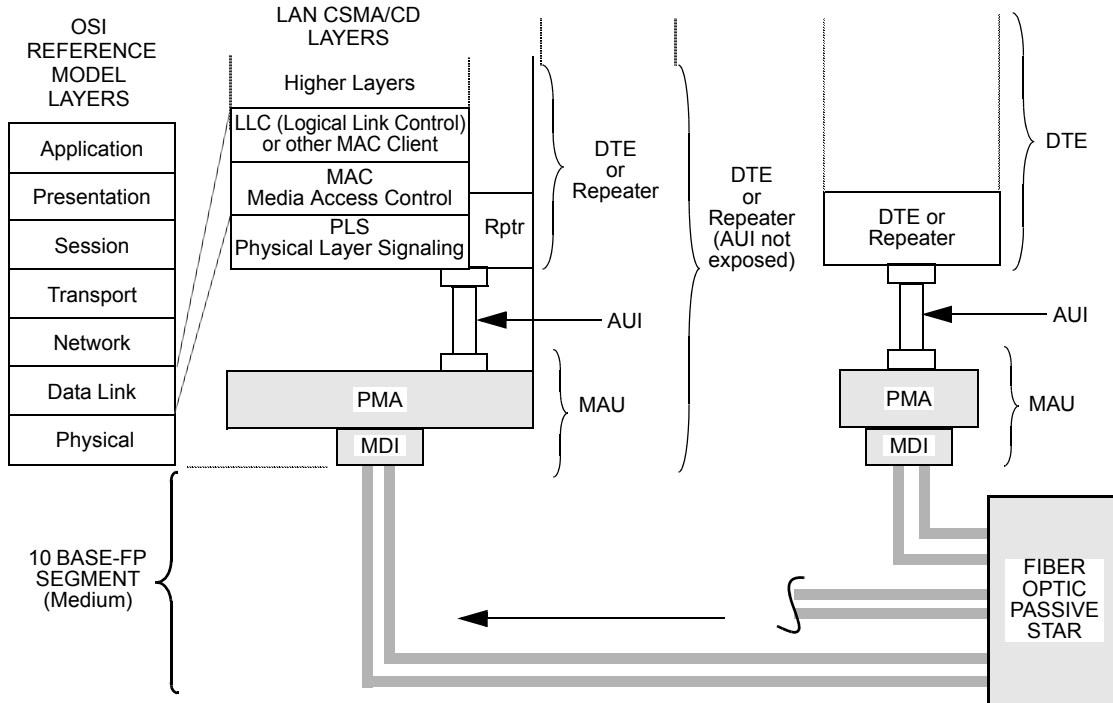 OSI
REFERENCE
MODEL
LAYERS
Application
Presentation
Session
Transport
Network
Data Link
Physical
LAN CSMA/CD
LAYERS
Higher Layers
LLC (Logical Link Control)
or other MAC Client
MAC
Media Access Control
PLS
Physical Layer Signaling
Rptr
DTE
or
Repeater
AUI
PMA
MAU
MDI
DTE
or
Repeater
(AUI not
exposed)
DTE
DTE or
Repeater
AUI
PMA
MAU
MDI
10 BASE-FP
SEGMENT
(Medium)
FIBER
OPTIC
PASSIVE
STAR